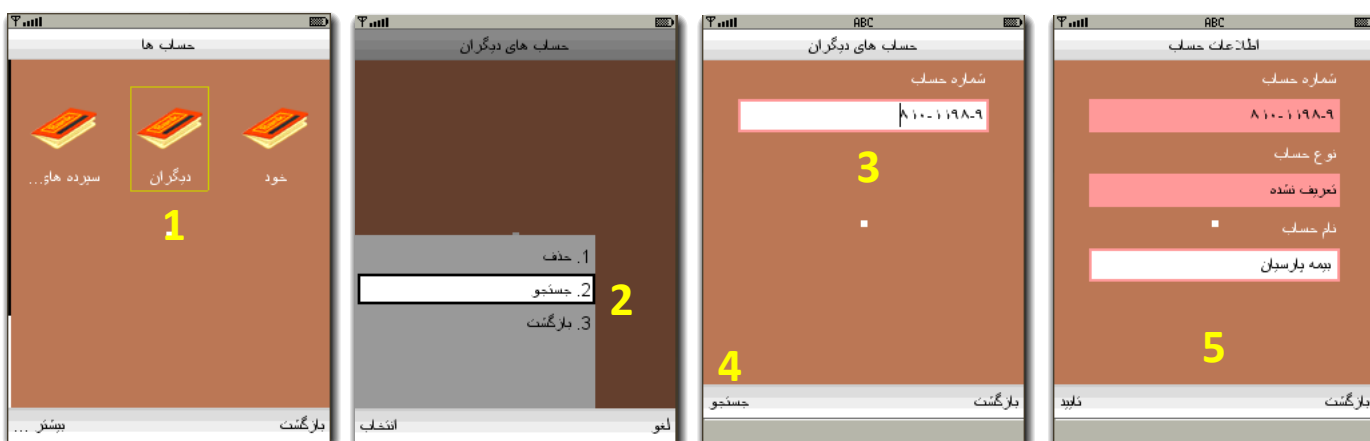 حساب ها
خود
دیگران
سپرده های...
1
بازگشت
بیشتر ...
حساب های دیگران
1. حذف
2. جستجو
3. بازگشت
2
لغو
انتخاب
ABC
حساب های دیگران
شماره حساب
۸۱۰-۱۱۹۸-۹
3
4
بازگشت
جستجو
ABC
اطلاعات حساب
شماره حساب
۸۱۰-۱۱۹۸-۹
نوع حساب
تعریف نشده
نام حساب
بیمه پارسیان
5
بازگشت
تایید